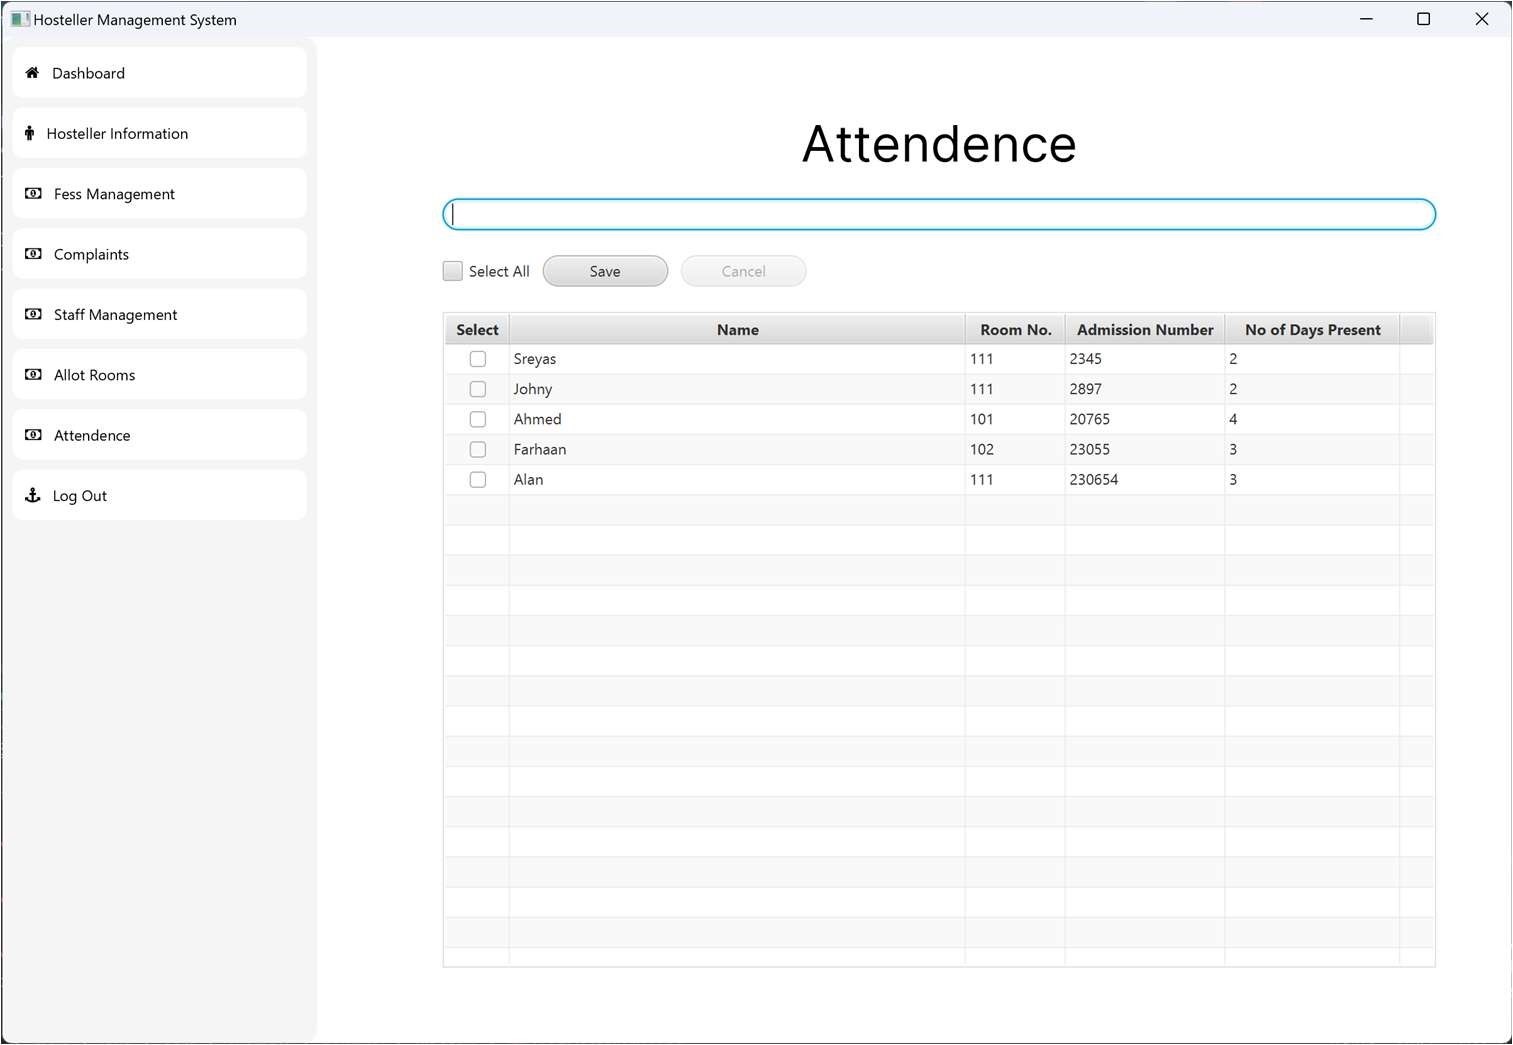 Hosteller Management System
Dashboard
Hosteller Information
Fess Management
Complaints
Staff Management
Allot Rooms
Attendence
Log Out
Attendence
Select All Save Cancel
Select Name Room No. Admission Number No of Days Present
Sreyas 111 2345 2
Johny 111 2897 2
Ahmed 101 20765 4
Farhaan 102 23055 3
Alan 111 230654 3